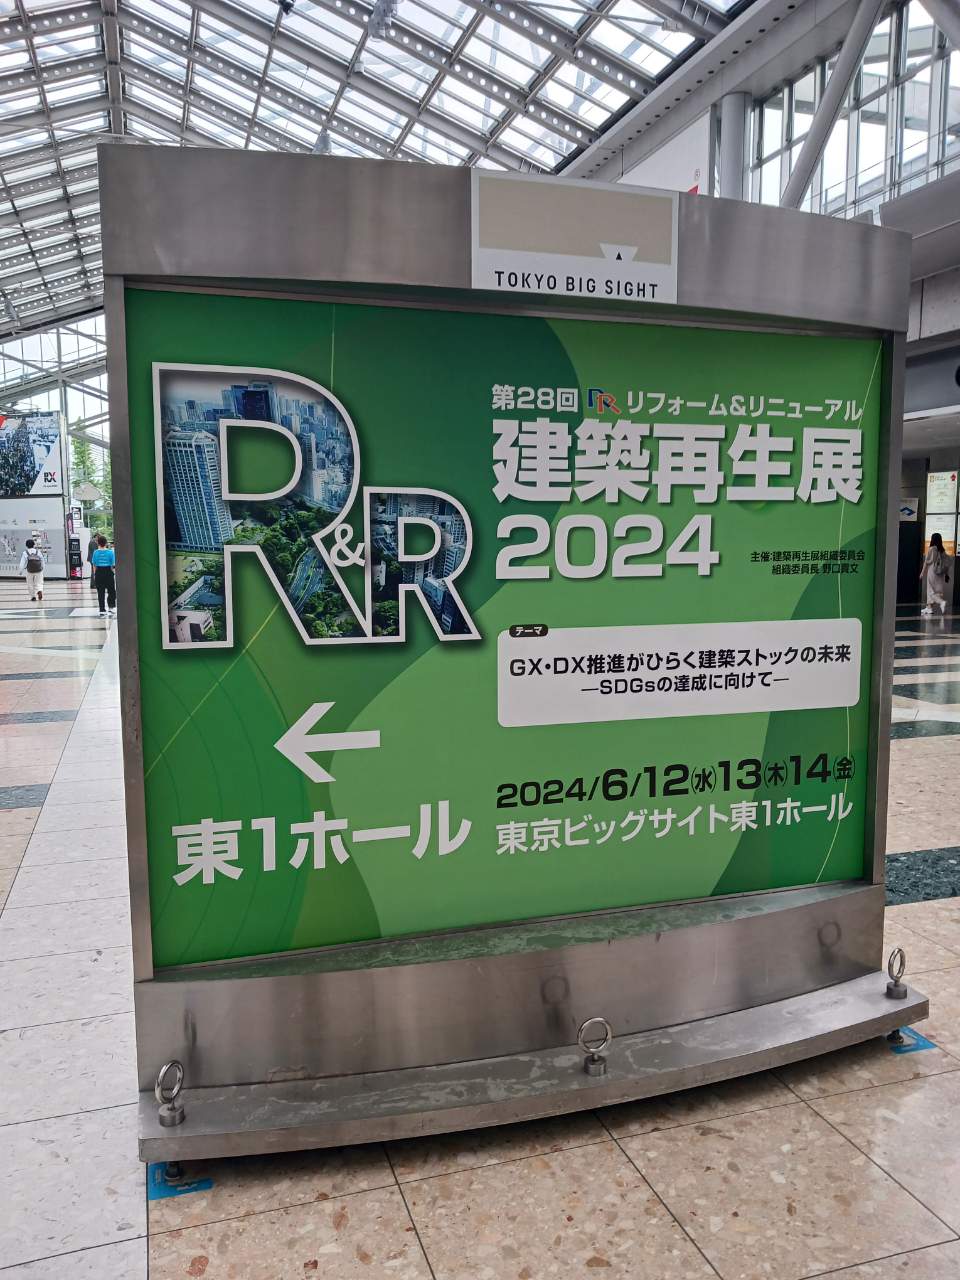 TOKYO BIG SIGHT
R&R
第28回 RR リフォーム&リニューアル
建築再生展
2024
主催:建築再生展組織委員会
組織委員長 野口貴文
テーマ
GX・DX推進がひらく建築ストックの未来
―SDGsの達成に向けて―
←
東1ホール
2024/6/12㈬13㈭14㈮
東京ビッグサイト東1ホール
RX